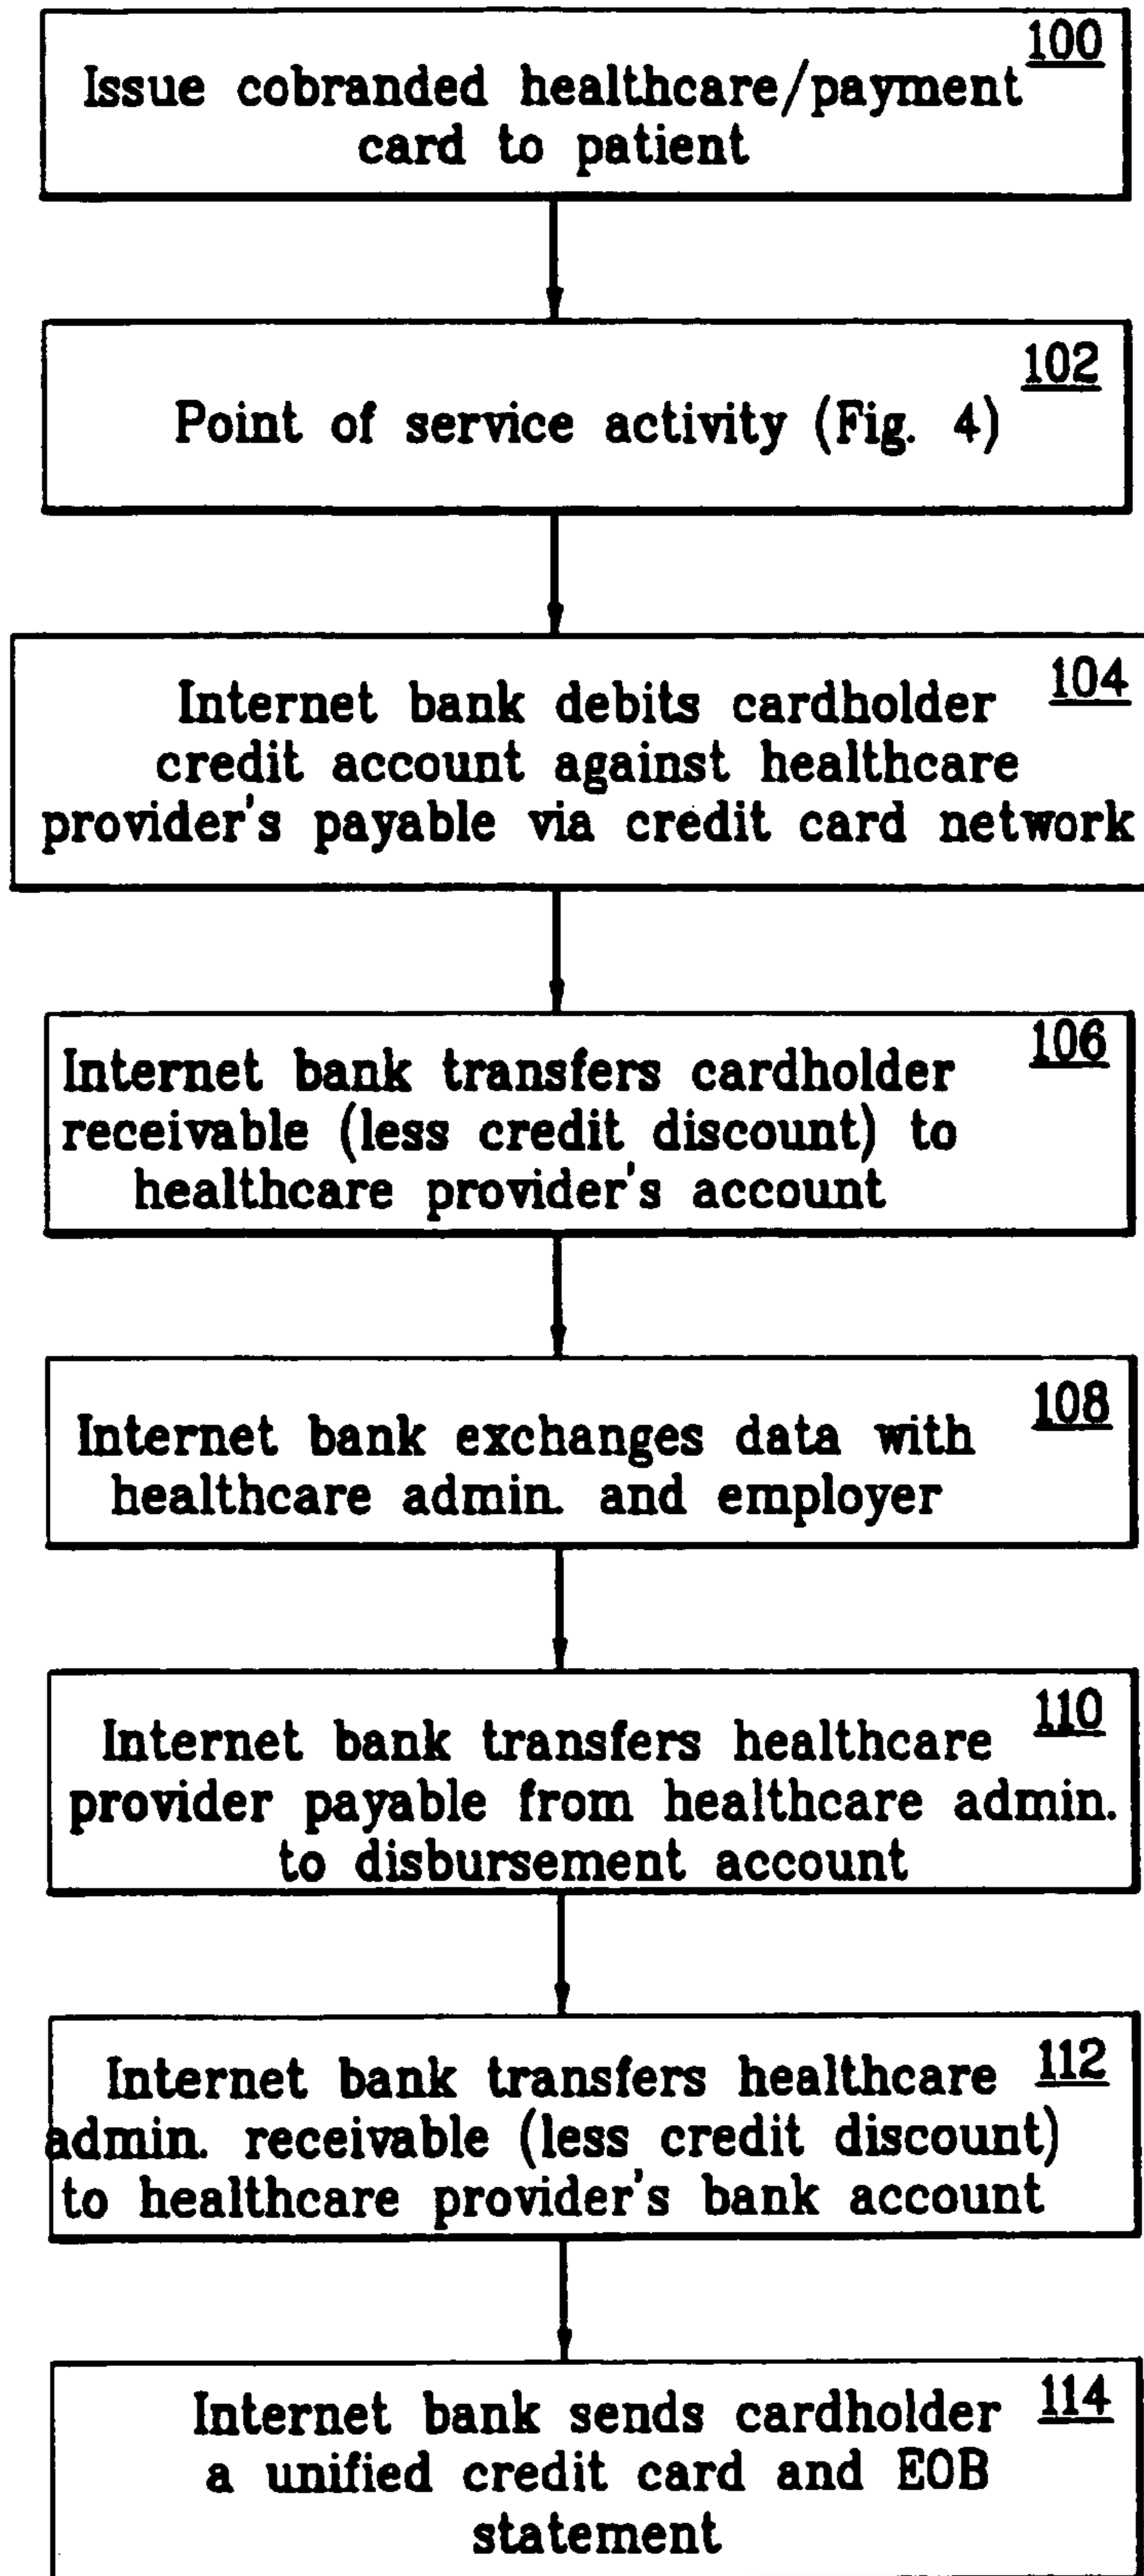 100
Issue cobranded healthcare/payment
card to patient
102
Point of service activity (Fig. 4)
104
Internet bank debits cardholder
credit account against healthcare
provider's payable via credit card network
106
Internet bank transfers cardholder
receivable (less credit discount) to
healthcare provider's account
108
Internet bank exchanges data with
healthcare admin. and employer
110
Internet bank transfers healthcare
provider payable from healthcare admin.
to disbursement account
112
Internet bank transfers healthcare
admin. receivable (less credit discount)
to healthcare provider's bank account
114
Internet bank sends cardholder
a unified credit card and EOB
statement